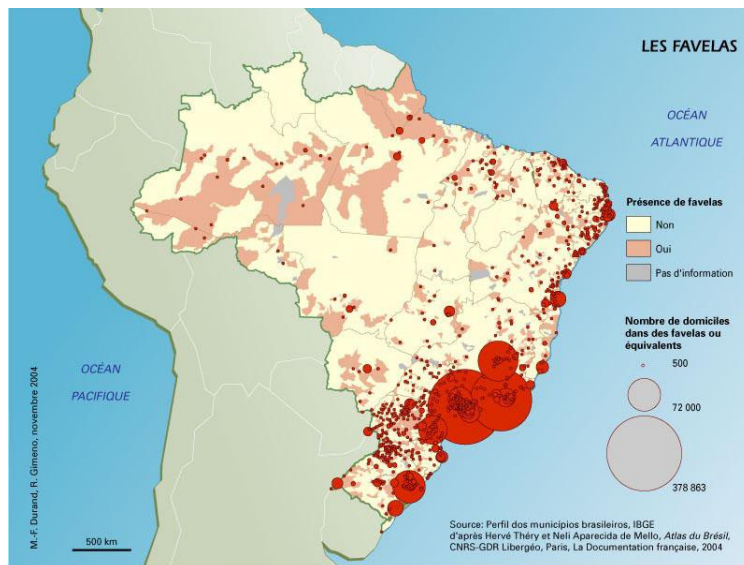 LES FAVELAS
OCÉAN
ATLANTIQUE
Présence de favelas
Non
Oui
Pas d'information
Nombre de domiciles
dans des favelas ou
équivalents
500
72 000
378 863
OCÉAN
PACIFIQUE
M.-F. Durand, R. Gimeno, novembre 2004
500 km
Source: Perfil dos municípios brasileiros, IBGE
d'après Hervé Théry et Neli Aparecida de Mello, Atlas du Brésil,
CNRS-GDR Libergéo, Paris, La Documentation française, 2004